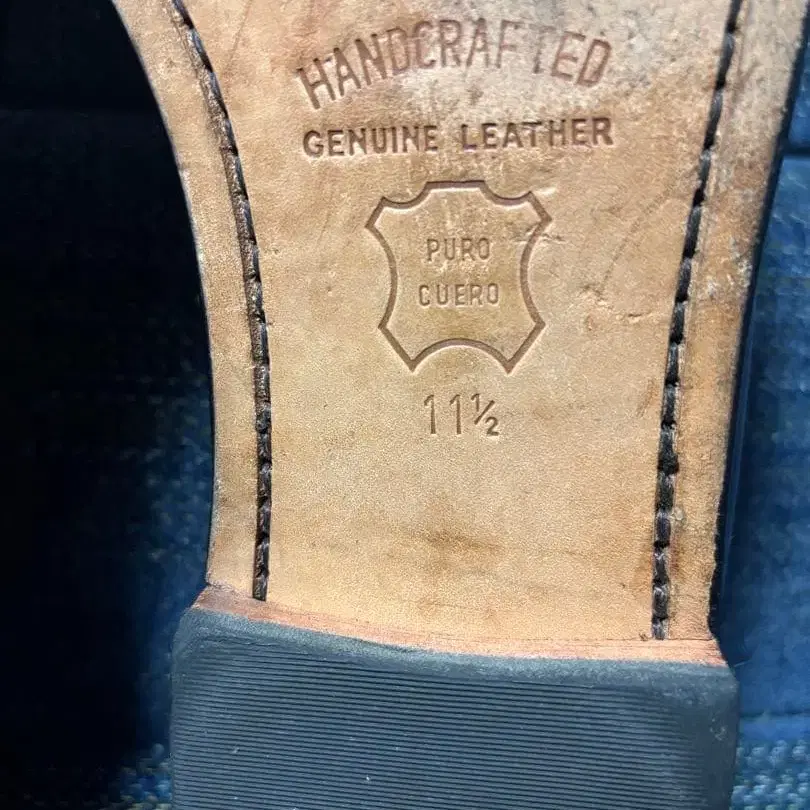 HANDCRAFTED
GENUINE LEATHER
PURO
CUERO
11½